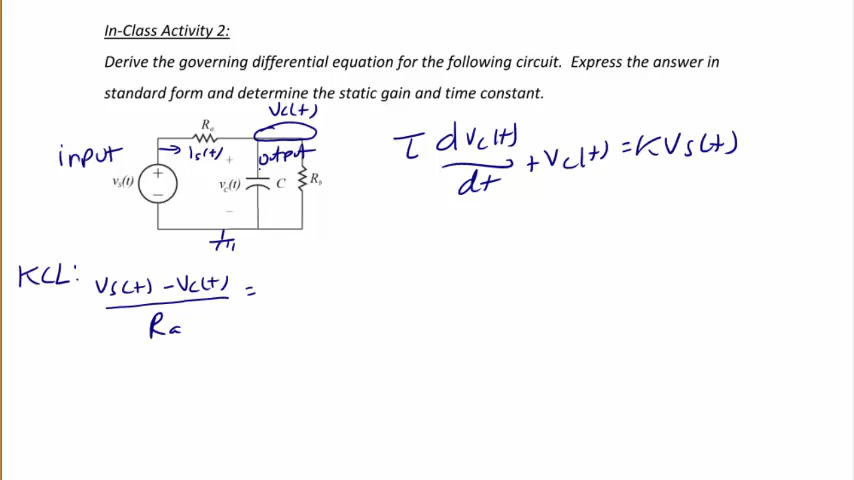 In-Class Activity 2:
Derive the governing differential equation for the following circuit. Express the answer in
standard form and determine the static gain and time constant.
Vc(t)
Ra
input
is(t)
+
output
vs(t)
+
−
vc(t)
−
C
Rb
τ dvc(t)/dt + vc(t) = K vs(t)
KCL: vs(t) − vc(t) / Ra =